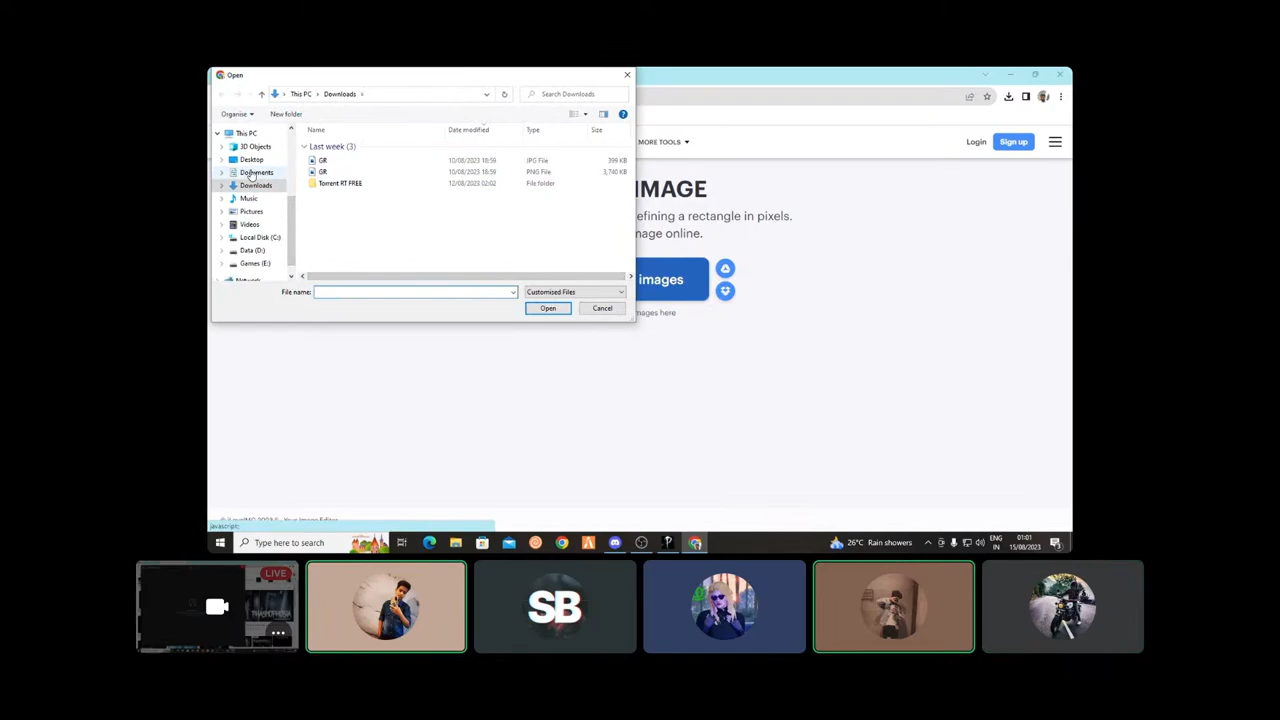 Open
This PC > Downloads >
Search Downloads
Organise
New folder
This PC
3D Objects
Desktop
Documents
Downloads
Music
Pictures
Videos
Local Disk (C:)
Data (D:)
Games (E:)
Name Date modified Type Size
Last week (3)
GR 10/08/2023 18:59 JPG File 399 KB
GR 10/08/2023 18:59 PNG File 3,740 KB
Torrent RT FREE 12/08/2023 02:02 File folder
File name:
Customised Files
Open
Cancel
MORE TOOLS
Login
Sign up
IMAGE
efining a rectangle in pixels.
mage online.
images
mages here
javascript:
Type here to search
26°C Rain showers
ENG
IN
01:01
15/08/2023
LIVE
SB